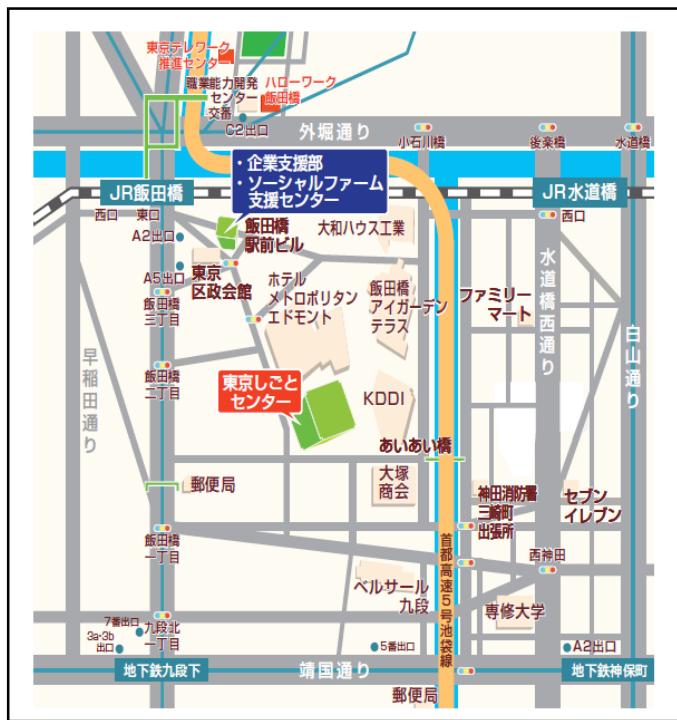 東京テレワーク
推進センター
職業能力開発
センター
ハローワーク
飯田橋
交番
C2出口
外堀通り
小石川橋
後楽橋
水道橋
・企業支援部
・ソーシャルファーム
支援センター
JR飯田橋
JR水道橋
西口
東口
西口
A2出口
飯田橋
駅前ビル
大和ハウス工業
A5出口
東京
区政会館
ホテル
メトロポリタン
エドモント
飯田橋
アイガーデン
テラス
ファミリー
マート
水道橋西通り
白山通り
飯田橋
三丁目
早稲田通り
飯田橋
二丁目
東京しごと
センター
KDDI
あいあい橋
郵便局
大塚
商会
神田消防署
三崎町
出張所
セブン
イレブン
飯田橋
一丁目
首都高速5号池袋線
西神田
ベルサール
九段
専修大学
7番出口
3a・3b
出口
九段北
一丁目
5番出口
A2出口
地下鉄九段下
靖国通り
地下鉄神保町
郵便局